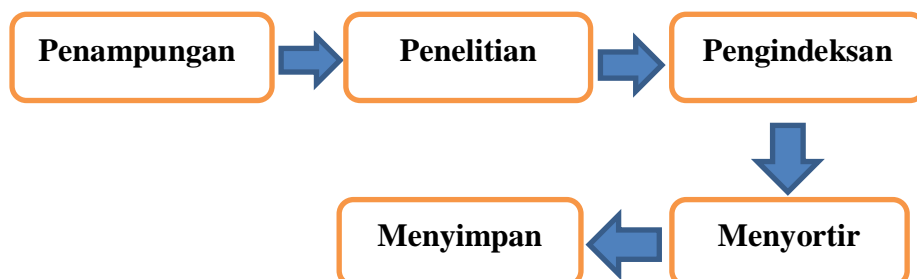 Penampungan
Penelitian
Pengindeksan
Menyortir
Menyimpan